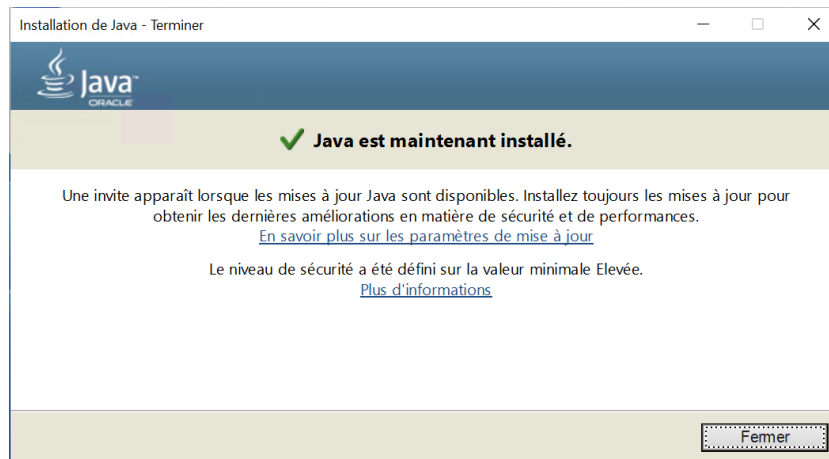 Installation de Java - Terminer
Java™
ORACLE
Java est maintenant installé.
Une invite apparaît lorsque les mises à jour Java sont disponibles. Installez toujours les mises à jour pour
obtenir les dernières améliorations en matière de sécurité et de performances.
En savoir plus sur les paramètres de mise à jour
Le niveau de sécurité a été défini sur la valeur minimale Elevée.
Plus d'informations
Fermer